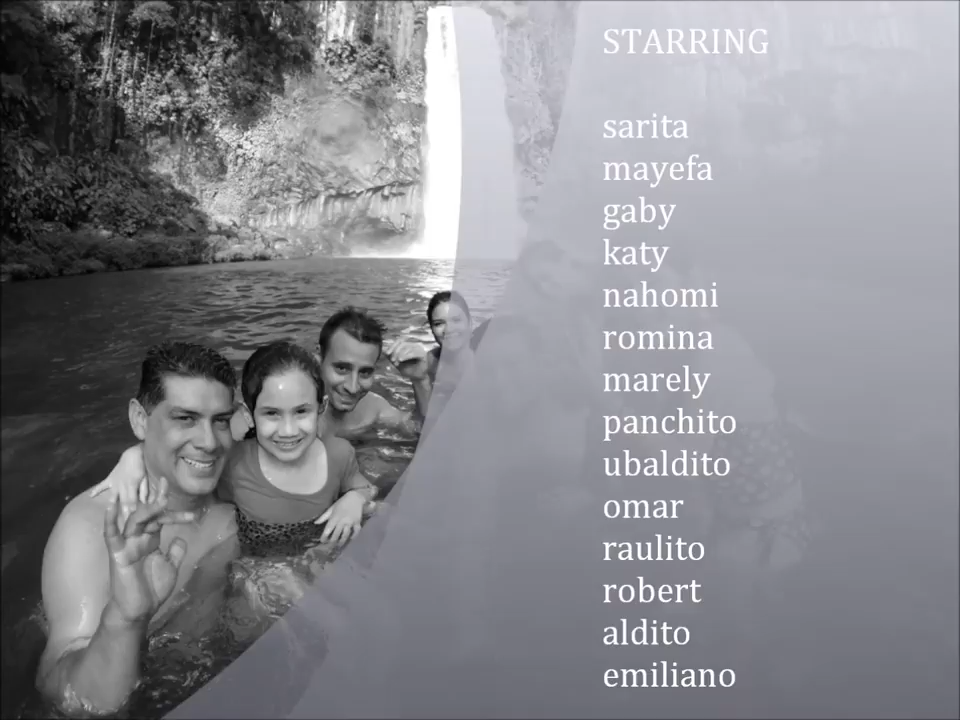 STARRING
sarita
mayefa
gaby
katy
nahomi
romina
marely
panchito
ubaldito
omar
raulito
robert
aldito
emiliano